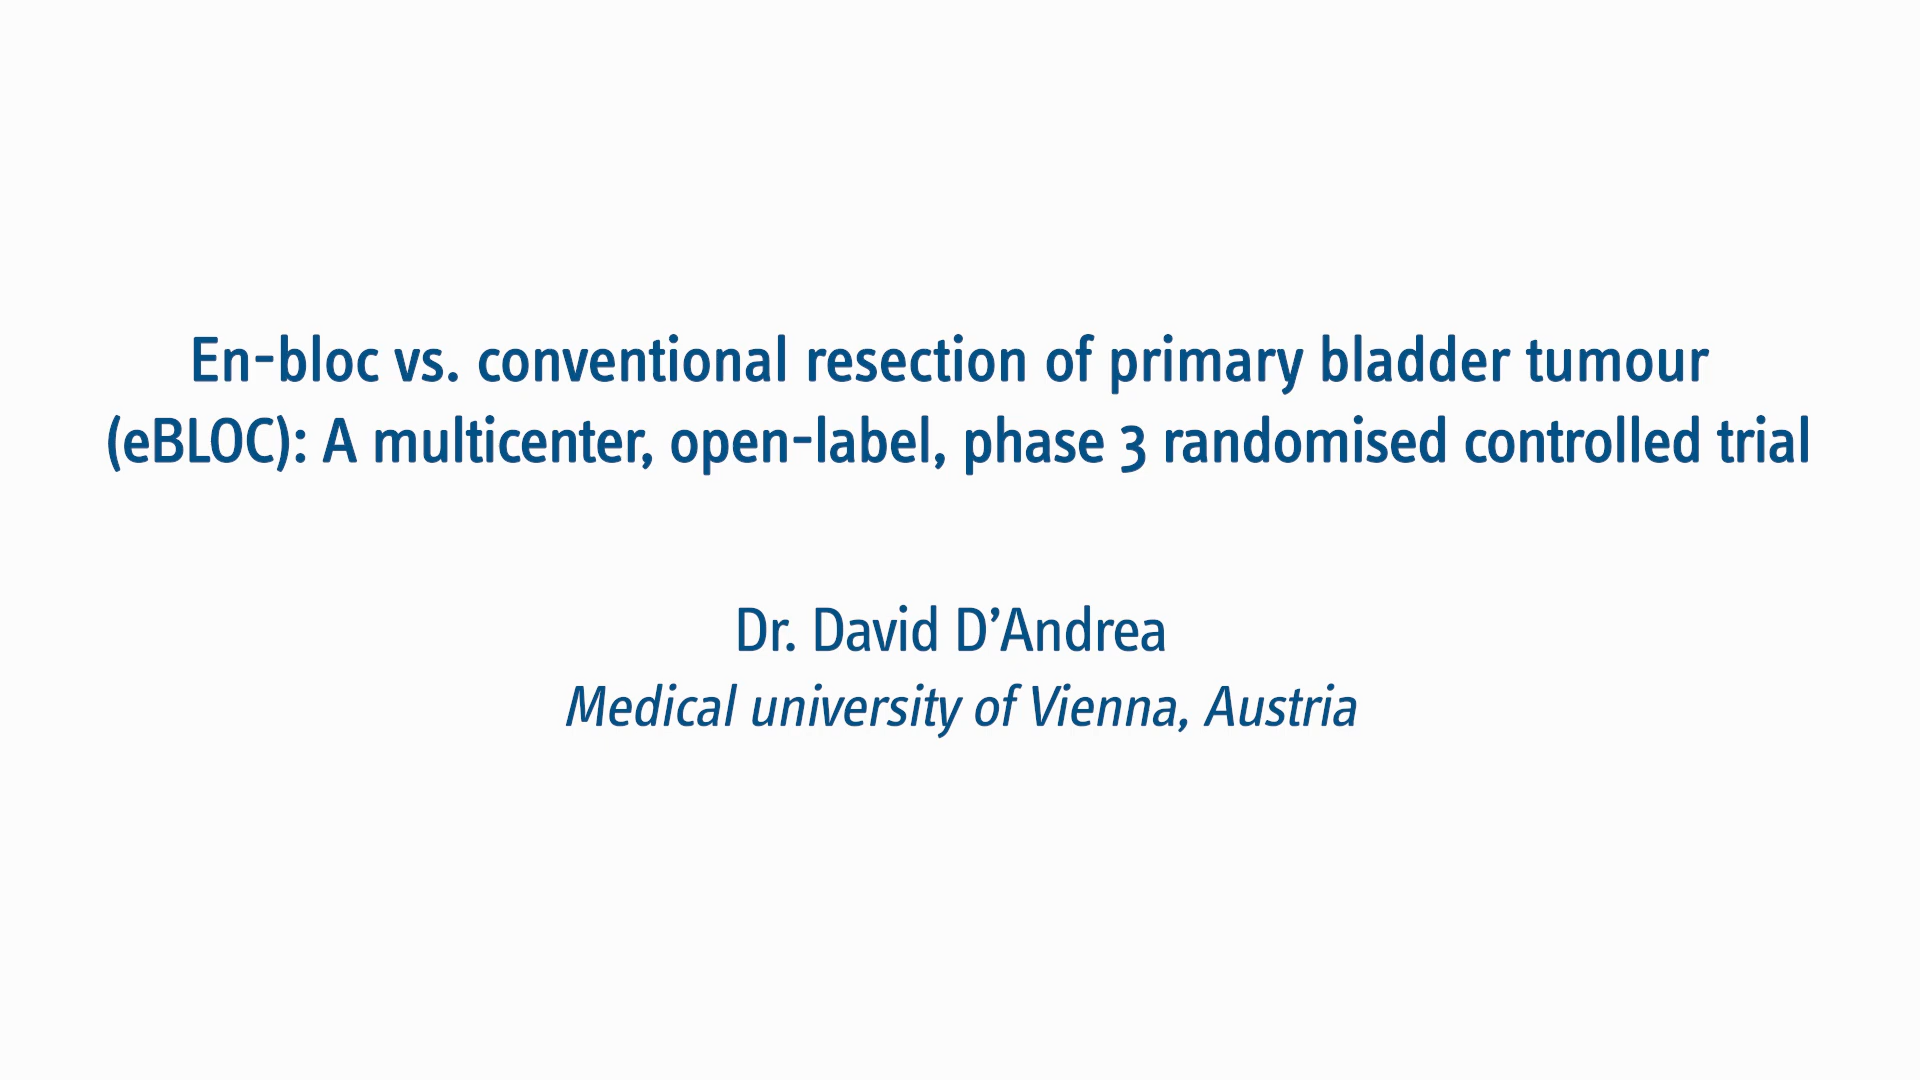 En-bloc vs. conventional resection of primary bladder tumour
(eBLOC): A multicenter, open-label, phase 3 randomised controlled trial
Dr. David D’Andrea
Medical university of Vienna, Austria